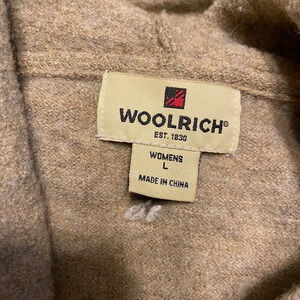 WOOLRICH®
EST. 1830
WOMENS
L
MADE IN CHINA